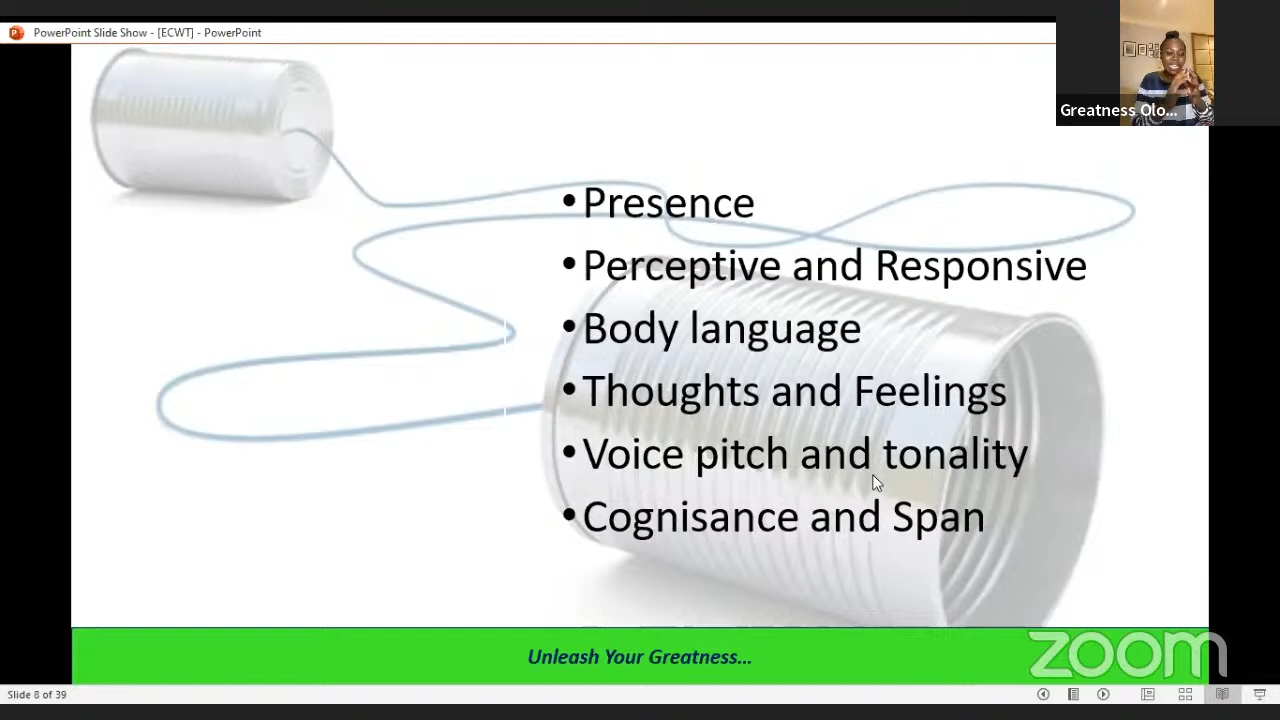 PowerPoint Slide Show - [ECWT] - PowerPoint
Greatness Olo...
•Presence
•Perceptive and Responsive
•Body language
•Thoughts and Feelings
•Voice pitch and tonality
•Cognisance and Span
Unleash Your Greatness...
zoom
Slide 8 of 39